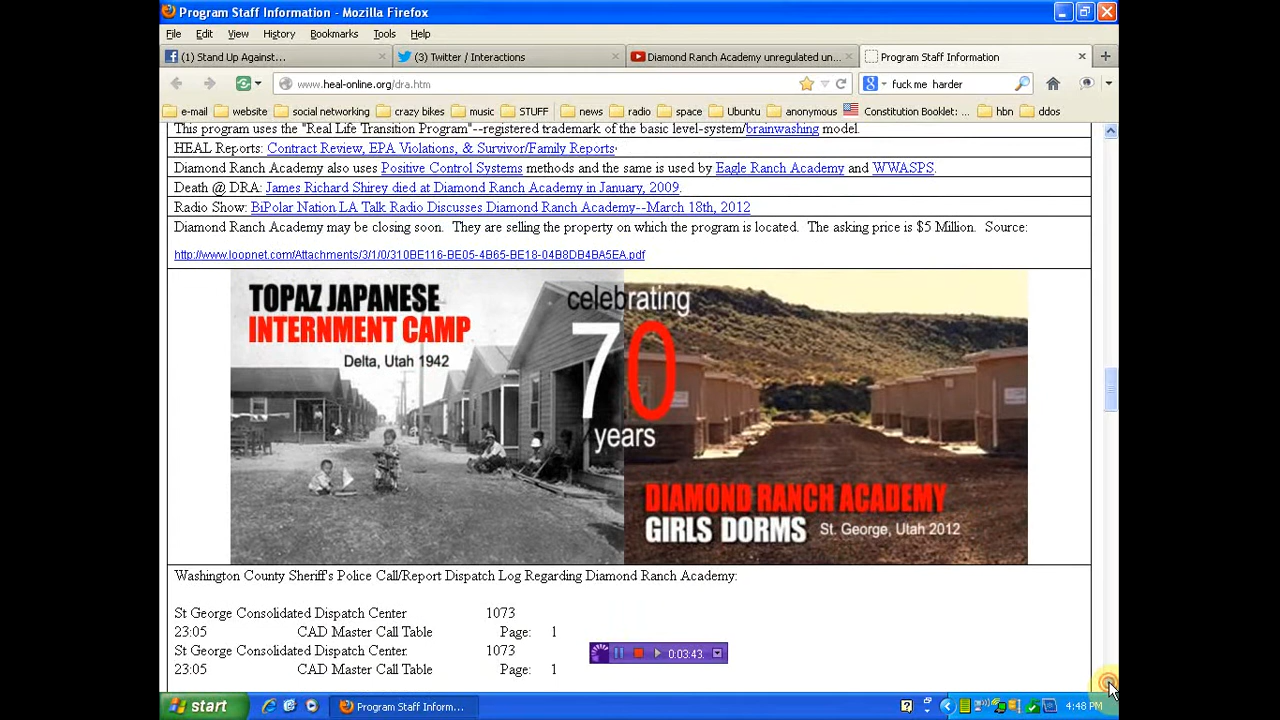 Program Staff Information - Mozilla Firefox
File Edit View History Bookmarks Tools Help
(1) Stand Up Against... (3) Twitter / Interactions Diamond Ranch Academy unregulated un... Program Staff Information
www.heal-online.org/dra.htm fuck me harder
e-mail website social networking crazy bikes music STUFF news radio space Ubuntu anonymous Constitution Booklet: ... hbn ddos
This program uses the "Real Life Transition Program"--registered trademark of the basic level-system/brainwashing model.
HEAL Reports: Contract Review, EPA Violations, & Survivor/Family Reports
Diamond Ranch Academy also uses Positive Control Systems methods and the same is used by Eagle Ranch Academy and WWASPS.
Death @ DRA: James Richard Shirey died at Diamond Ranch Academy in January, 2009.
Radio Show: BiPolar Nation LA Talk Radio Discusses Diamond Ranch Academy--March 18th, 2012
Diamond Ranch Academy may be closing soon. They are selling the property on which the program is located. The asking price is $5 Million. Source:
http://www.loopnet.com/Attachments/3/1/0/310BE116-BE05-4B65-BE18-04B8DB4BA5EA.pdf
TOPAZ JAPANESE
INTERNMENT CAMP
Delta, Utah 1942
celebrating
70
years
DIAMOND RANCH ACADEMY
GIRLS DORMS St. George, Utah 2012
Washington County Sheriff's Police Call/Report Dispatch Log Regarding Diamond Ranch Academy:
St George Consolidated Dispatch Center 1073
23:05 CAD Master Call Table Page: 1
St George Consolidated Dispatch Center. 1073
23:05 CAD Master Call Table Page: 1
0:03:43.
start Program Staff Inform... 4:48 PM